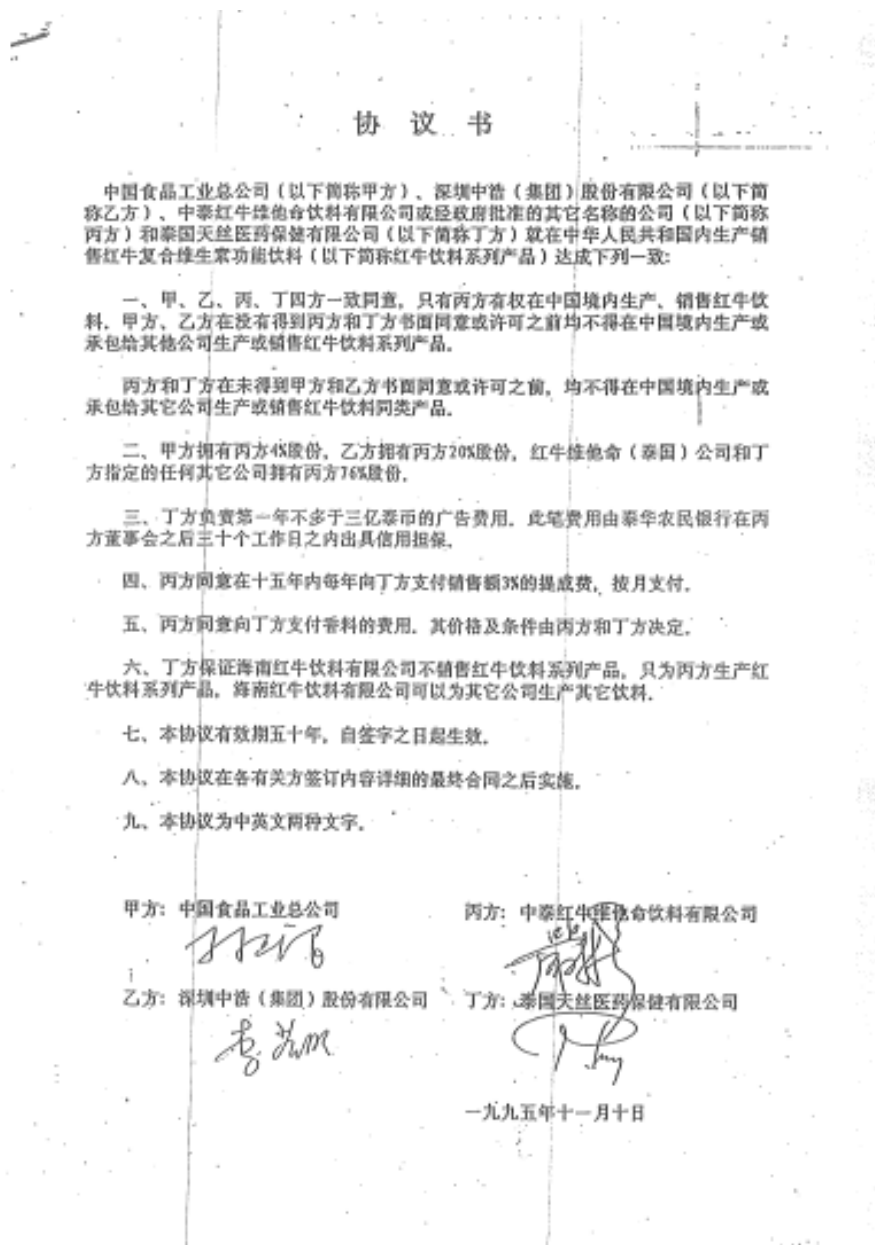 协 议 书
中国食品工业总公司（以下简称甲方）、深圳中浩（集团）股份有限公司（以下简
称乙方）、中泰红牛维他命饮料有限公司或经政府批准的其它名称的公司（以下简称
丙方）和泰国天丝医药保健有限公司（以下简称丁方）就在中华人民共和国内生产销
售红牛复合维生素功能饮料（以下简称红牛饮料系列产品）达成下列一致：
一、甲、乙、丙、丁四方一致同意，只有丙方有权在中国境内生产、销售红牛饮
料。甲方、乙方在没有得到丙方和丁方书面同意或许可之前均不得在中国境内生产或
承包给其他公司生产或销售红牛饮料系列产品。
丙方和丁方在未得到甲方和乙方书面同意或许可之前，均不得在中国境内生产或
承包给其它公司生产或销售红牛饮料同类产品。
二、甲方拥有丙方4%股份，乙方拥有丙方20%股份，红牛维他命（泰国）公司和丁
方指定的任何其它公司拥有丙方76%股份。
三、丁方负责第一年不多于三亿泰币的广告费用。此笔费用由泰华农民银行在丙
方董事会之后三十个工作日之内出具信用担保。
四、丙方同意在十五年内每年向丁方支付销售额3%的提成费，按月支付。
五、丙方同意向丁方支付香料的费用。其价格及条件由丙方和丁方决定。
六、丁方保证海南红牛饮料有限公司不销售红牛饮料系列产品，只为丙方生产红
牛饮料系列产品，海南红牛饮料有限公司可以为其它公司生产其它饮料。
七、本协议有效期五十年，自签字之日起生效。
八、本协议在各有关方签订内容详细的最终合同之后实施。
九、本协议为中英文两种文字。
甲方：中国食品工业总公司
丙方：中泰红牛维他命饮料有限公司
乙方：深圳中浩（集团）股份有限公司
丁方：泰国天丝医药保健有限公司
一九九五年十一月十日